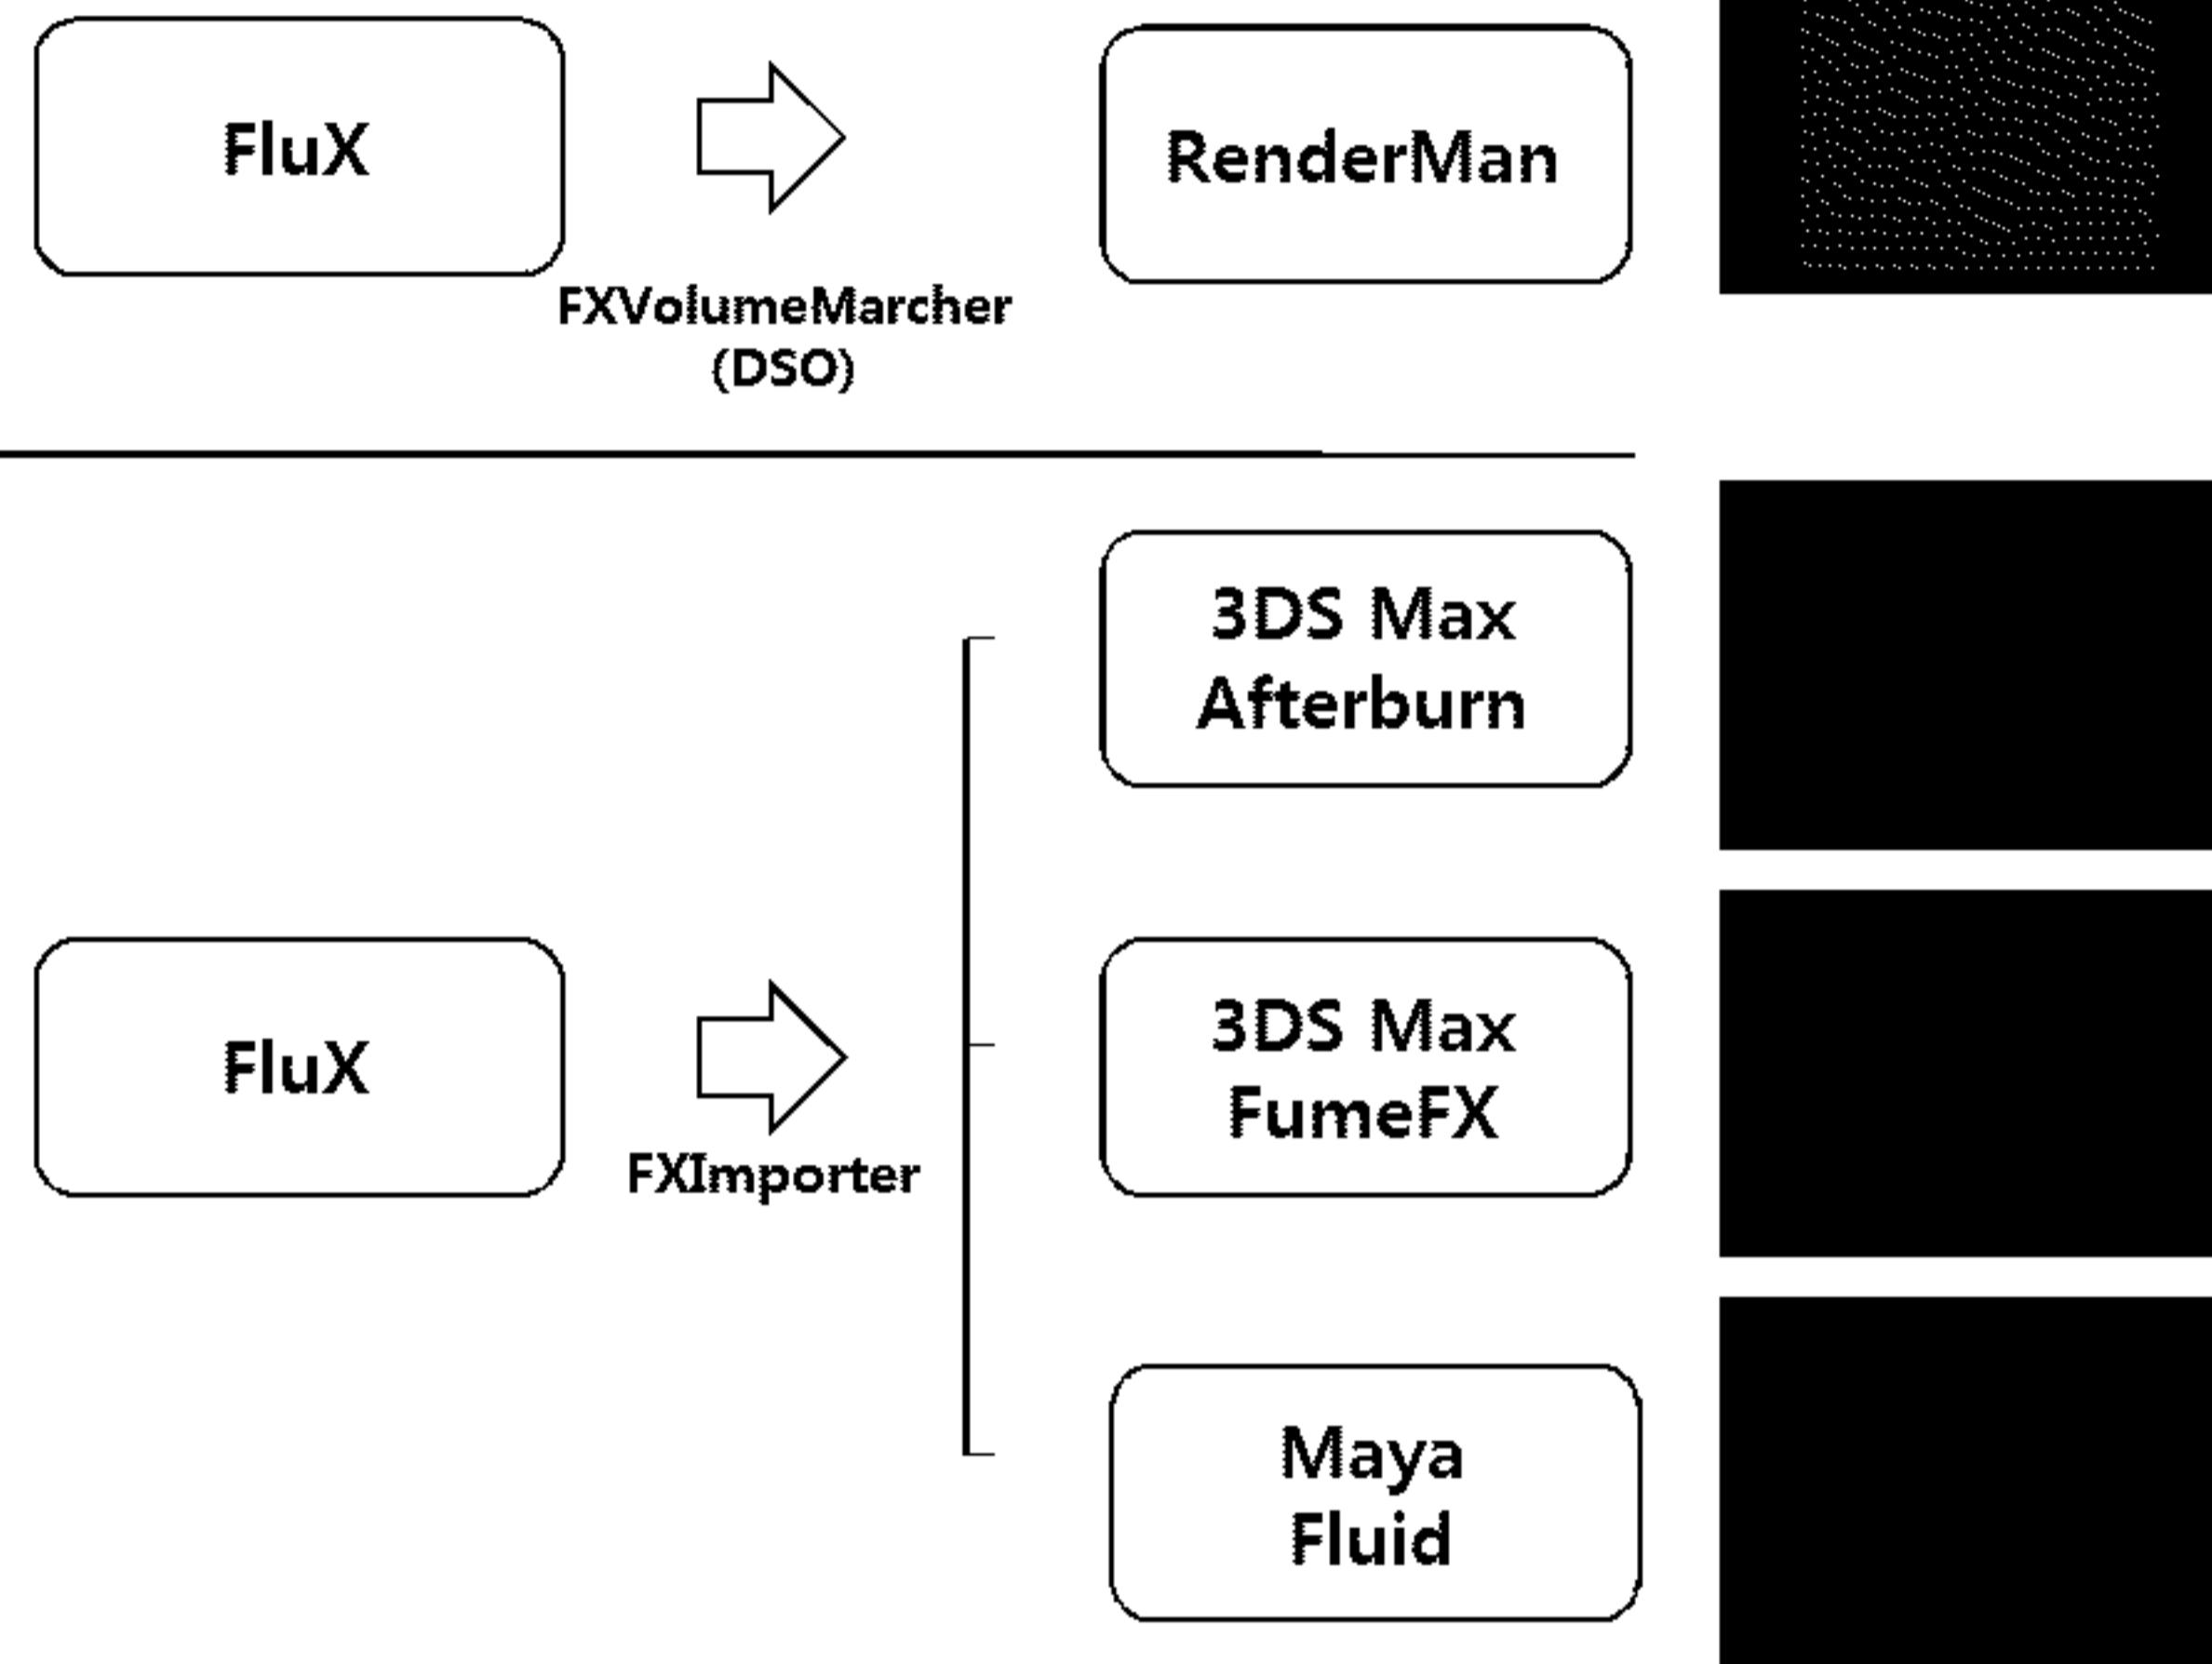 FluX
RenderMan
FXVolumeMarcher
(DSO)
3DS Max
Afterburn
FluX
FXImporter
3DS Max
FumeFX
Maya
Fluid